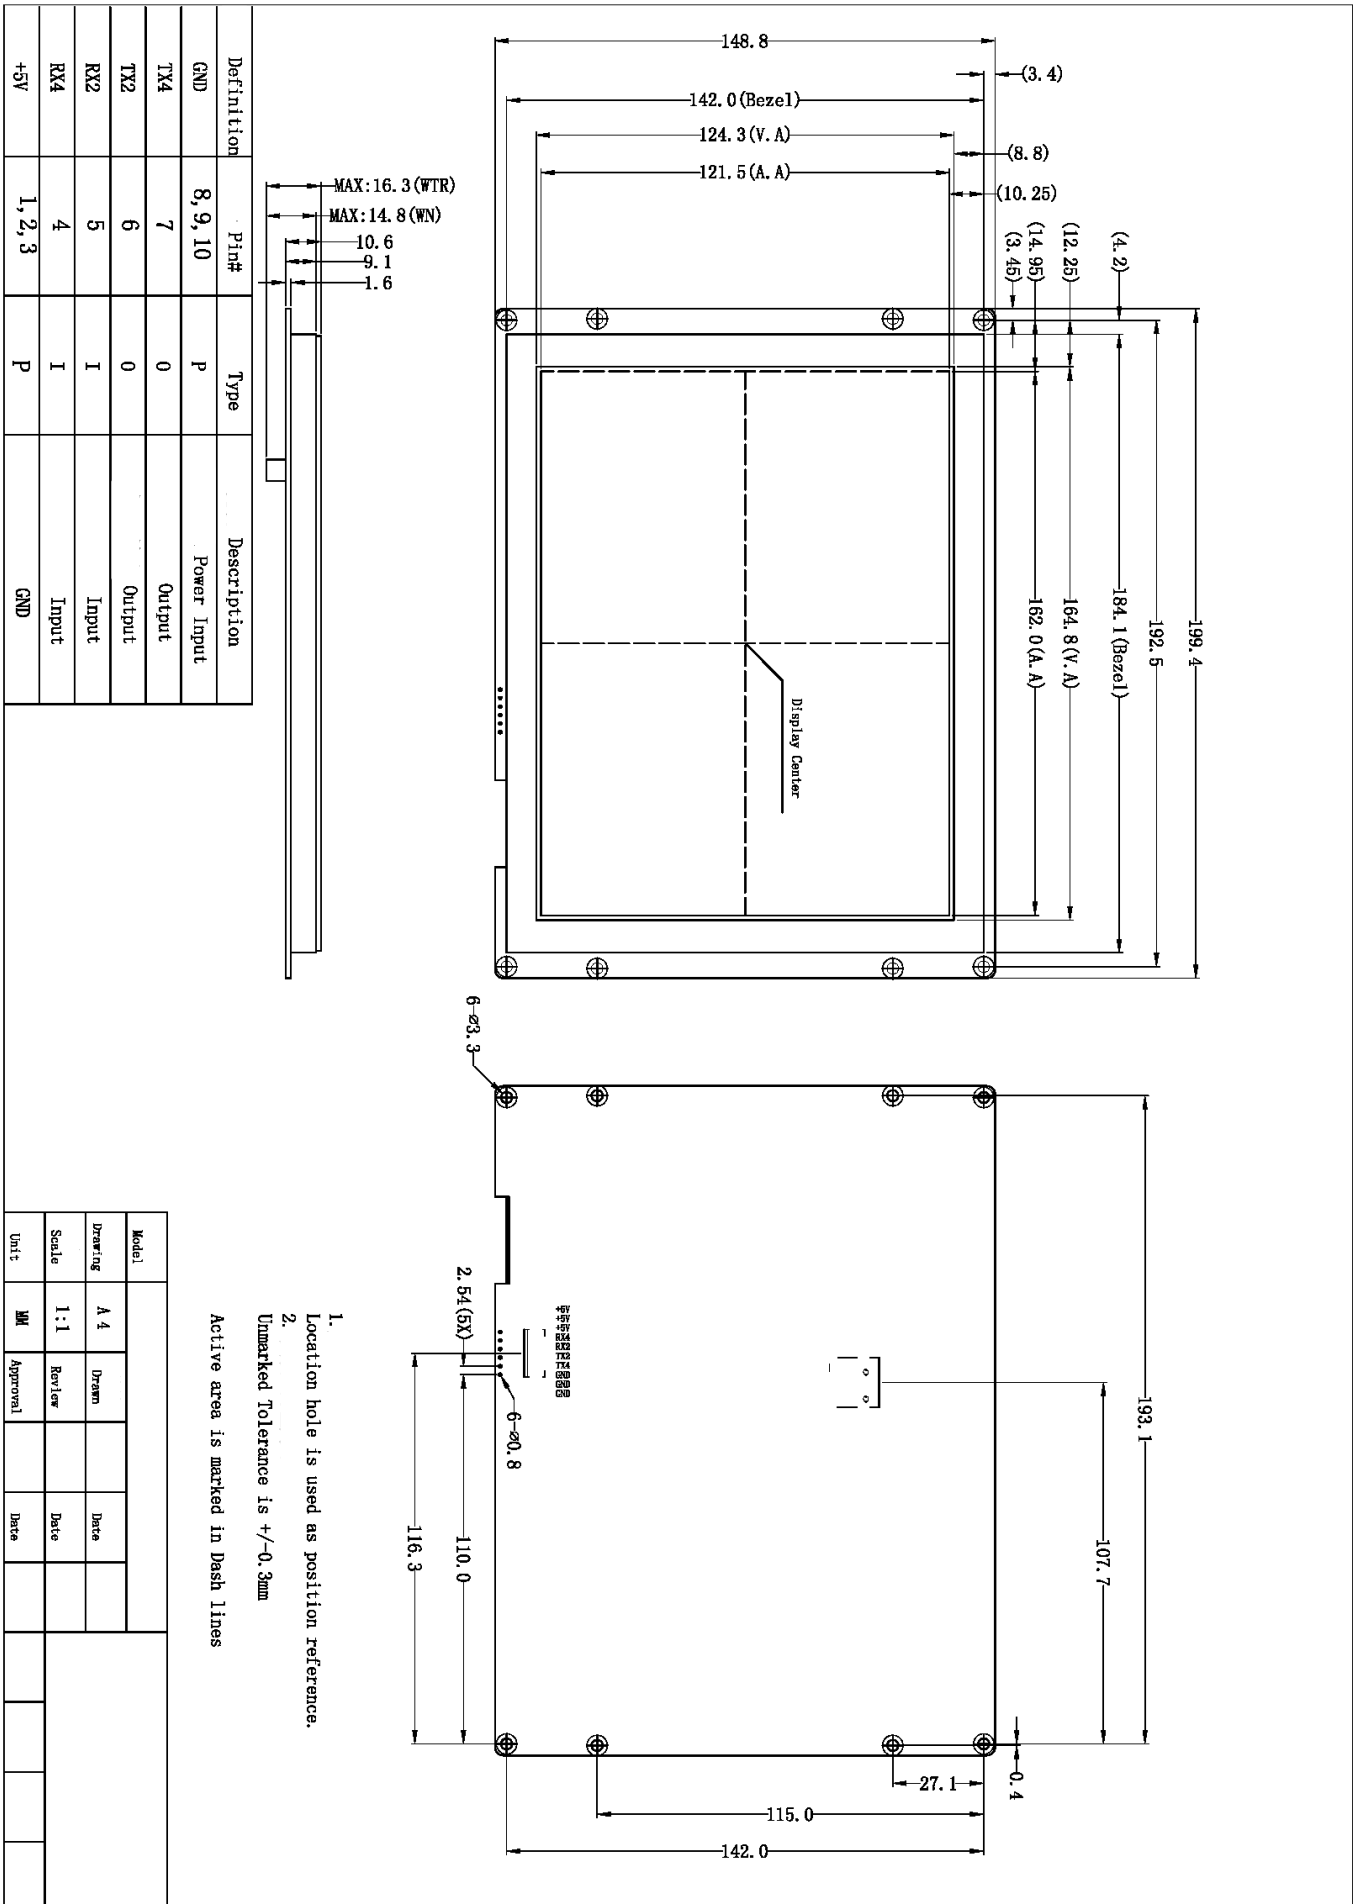 199.4
192.5
184.1(Bezel)
164.8(V.A)
162.0(A.A)
(4.2)
(12.25)
(14.95)
(3.45)
148.8
(3.4)
142.0(Bezel)
124.3(V.A)
(8.8)
121.5(A.A)
(10.25)
Display Center
MAX:16.3(WTR)
MAX:14.8(WN)
10.6
9.1
1.6
193.1
107.7
0.4
27.1
115.0
142.0
6-⌀3.3
2.54(5X)
6-⌀0.8
110.0
116.3
+5V
+5V
+5V
RX4
RX2
TX2
TX4
GND
GND
GND
1.
Location hole is used as position reference.
2.
Unmarked Tolerance is +/-0.3mm
Active area is marked in Dash lines
Definition Pin# Type Description
GND 8,9,10 P Power Input
TX4 7 O Output
TX2 6 O Output
RX2 5 I Input
RX4 4 I Input
+5V 1,2,3 P GND
Model
Drawing A4 Drawn Date
Scale 1:1 Review Date
Unit MM Approval Date